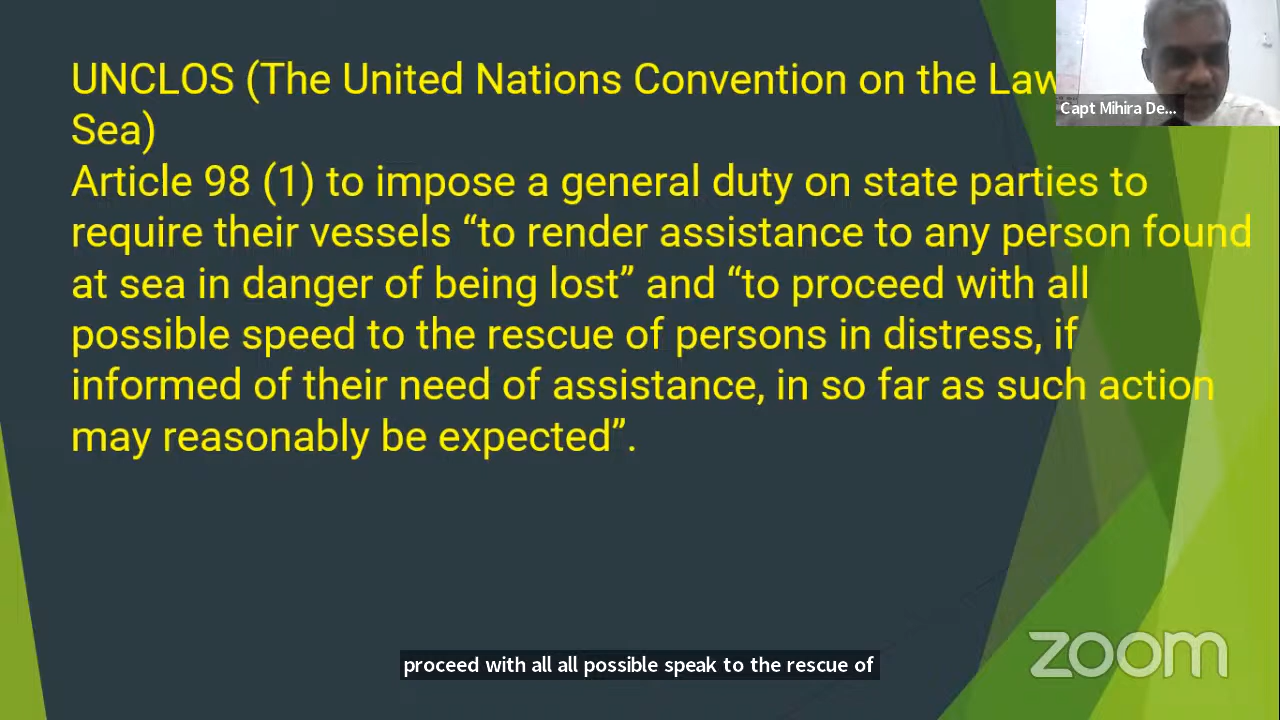 UNCLOS (The United Nations Convention on the Law
Sea)
Article 98 (1) to impose a general duty on state parties to
require their vessels “to render assistance to any person found
at sea in danger of being lost” and “to proceed with all
possible speed to the rescue of persons in distress, if
informed of their need of assistance, in so far as such action
may reasonably be expected”.
Capt Mihira De...
proceed with all all possible speak to the rescue of
zoom